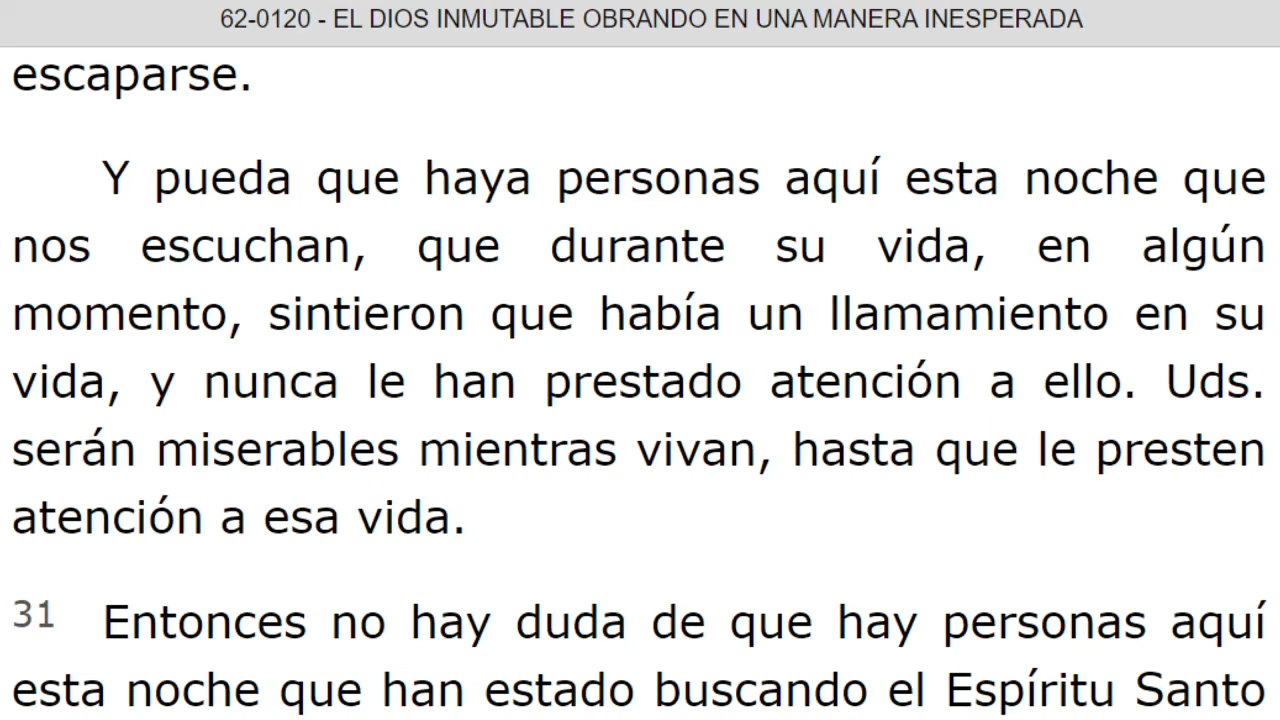 62-0120 - EL DIOS INMUTABLE OBRANDO EN UNA MANERA INESPERADA
escaparse.
Y pueda que haya personas aquí esta noche que
nos escuchan, que durante su vida, en algún
momento, sintieron que había un llamamiento en su
vida, y nunca le han prestado atención a ello. Uds.
serán miserables mientras vivan, hasta que le presten
atención a esa vida.
31 Entonces no hay duda de que hay personas aquí
esta noche que han estado buscando el Espíritu Santo